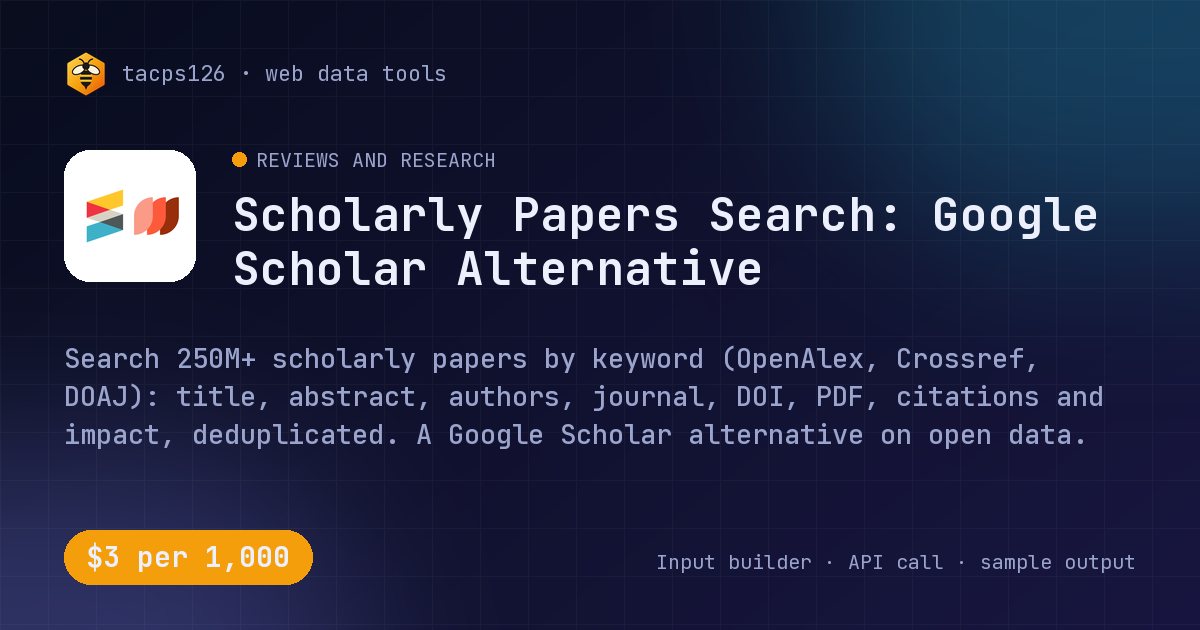 tacps126 · web data tools
REVIEWS AND RESEARCH
Scholarly Papers Search: Google
Scholar Alternative
Search 250M+ scholarly papers by keyword (OpenAlex, Crossref,
DOAJ): title, abstract, authors, journal, DOI, PDF, citations and
impact, deduplicated. A Google Scholar alternative on open data.
$3 per 1,000
Input builder · API call · sample output